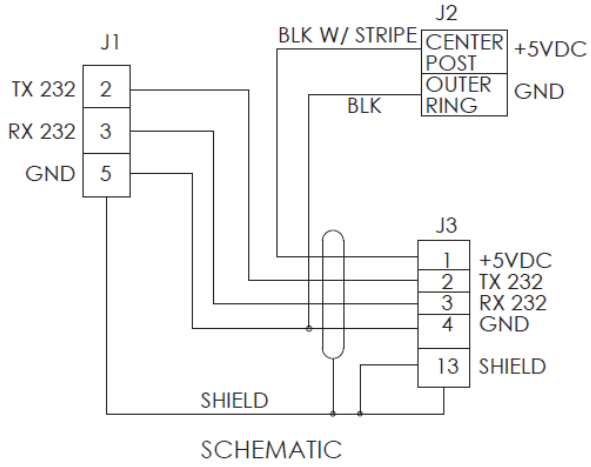 J2
BLK W/ STRIPE
CENTER POST
+5VDC
OUTER RING
GND
BLK
J1
TX 232 2
RX 232 3
GND 5
J3
1 +5VDC
2 TX 232
3 RX 232
4 GND
13 SHIELD
SHIELD
SCHEMATIC